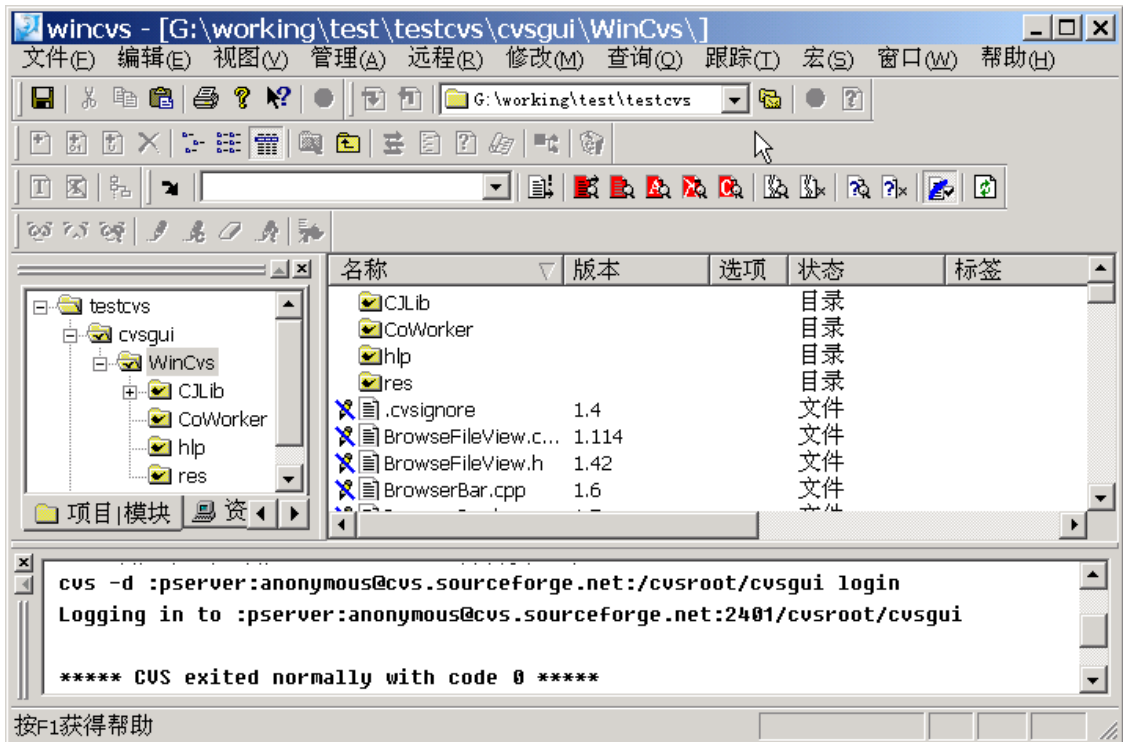 wincvs - [G:\working\test\testcvs\cvsgui\WinCvs\]
文件(F) 编辑(E) 视图(V) 管理(A) 远程(R) 修改(M) 查询(Q) 跟踪(T) 宏(S) 窗口(W) 帮助(H)
G:\working\test\testcvs
名称 版本 选项 状态 标签
testcvs
cvsgui
WinCvs
CJLib
CoWorker
hlp
res
项目|模块 资
CJLib 目录
CoWorker 目录
hlp 目录
res 目录
.cvsignore 1.4 文件
BrowseFileView.c... 1.114 文件
BrowseFileView.h 1.42 文件
BrowserBar.cpp 1.6 文件
cvs -d :pserver:anonymous@cvs.sourceforge.net:/cvsroot/cvsgui login
Logging in to :pserver:anonymous@cvs.sourceforge.net:2401/cvsroot/cvsgui
***** CVS exited normally with code 0 *****
按F1获得帮助